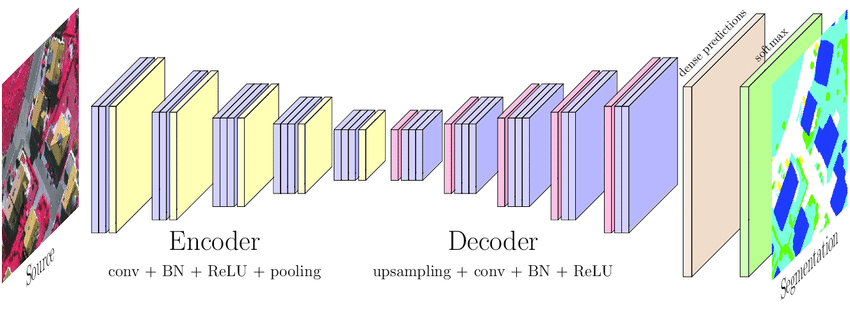 Source
Encoder
conv + BN + ReLU + pooling
Decoder
upsampling + conv + BN + ReLU
dense predictions
softmax
Segmentation